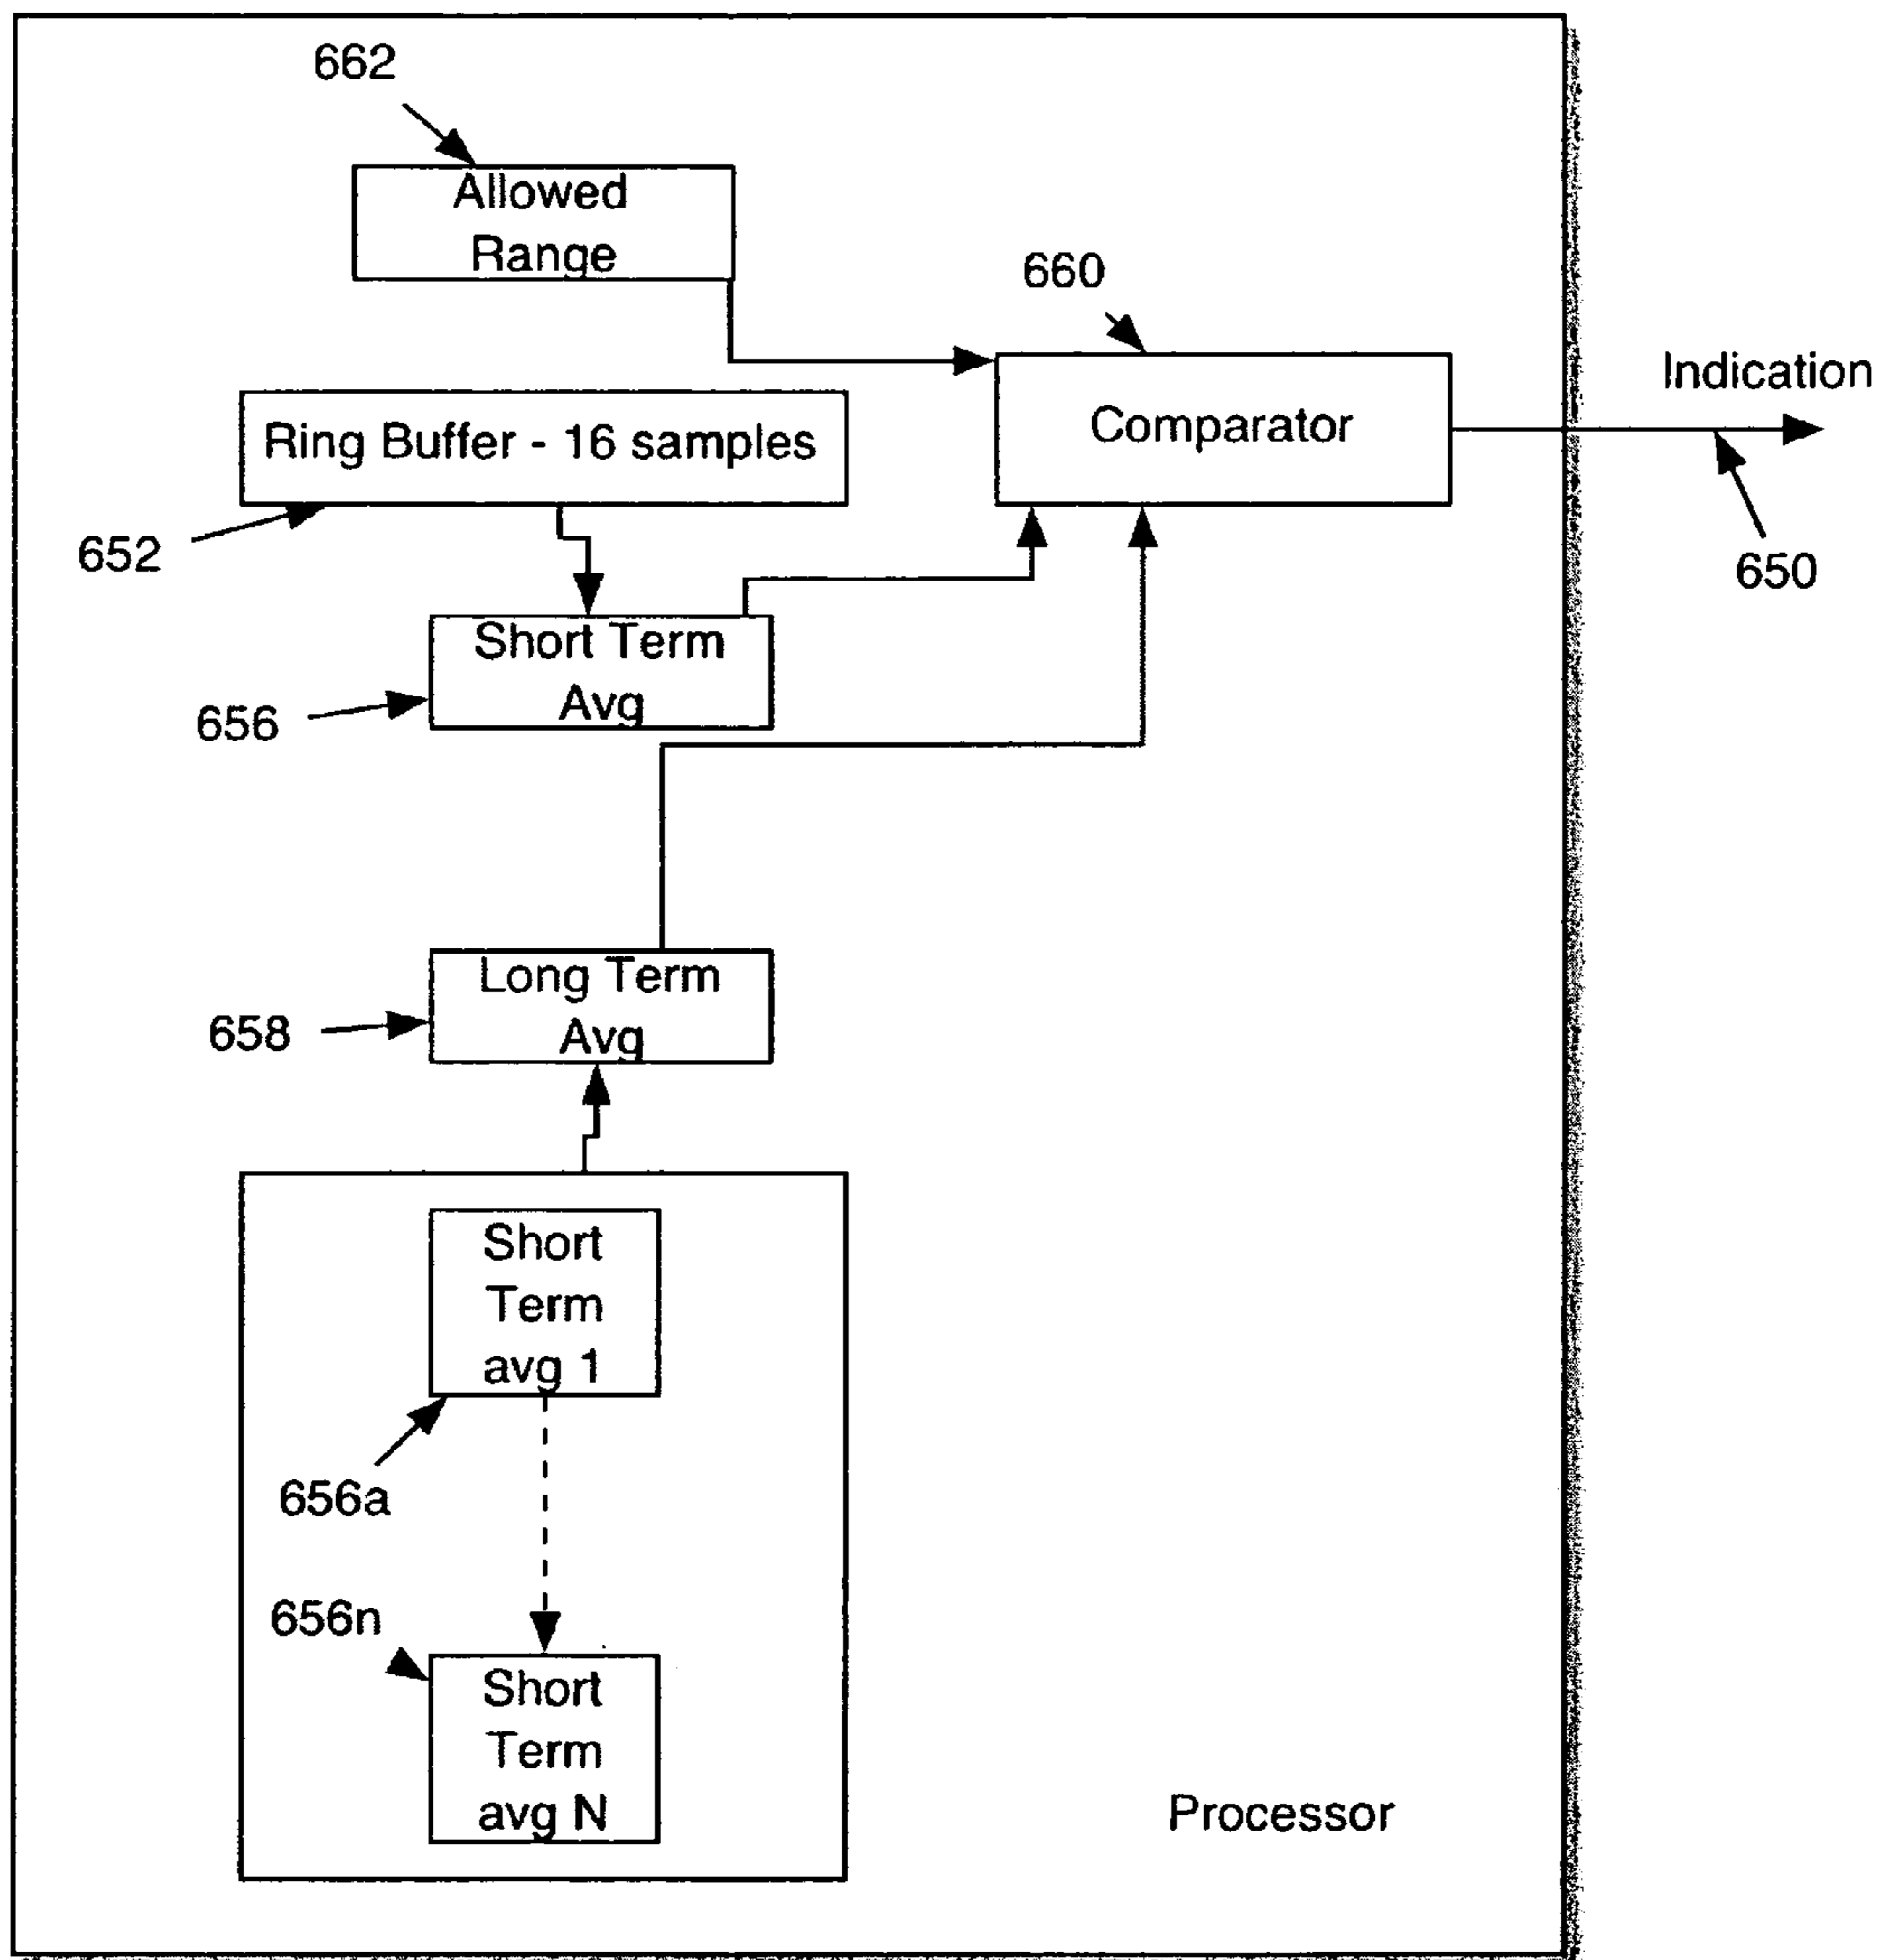 662
Allowed
Range
660
Comparator
Indication
650
Ring Buffer - 16 samples
652
Short Term
Avg
656
Long Term
Avg
658
Short
Term
avg 1
656a
656n
Short
Term
avg N
Processor